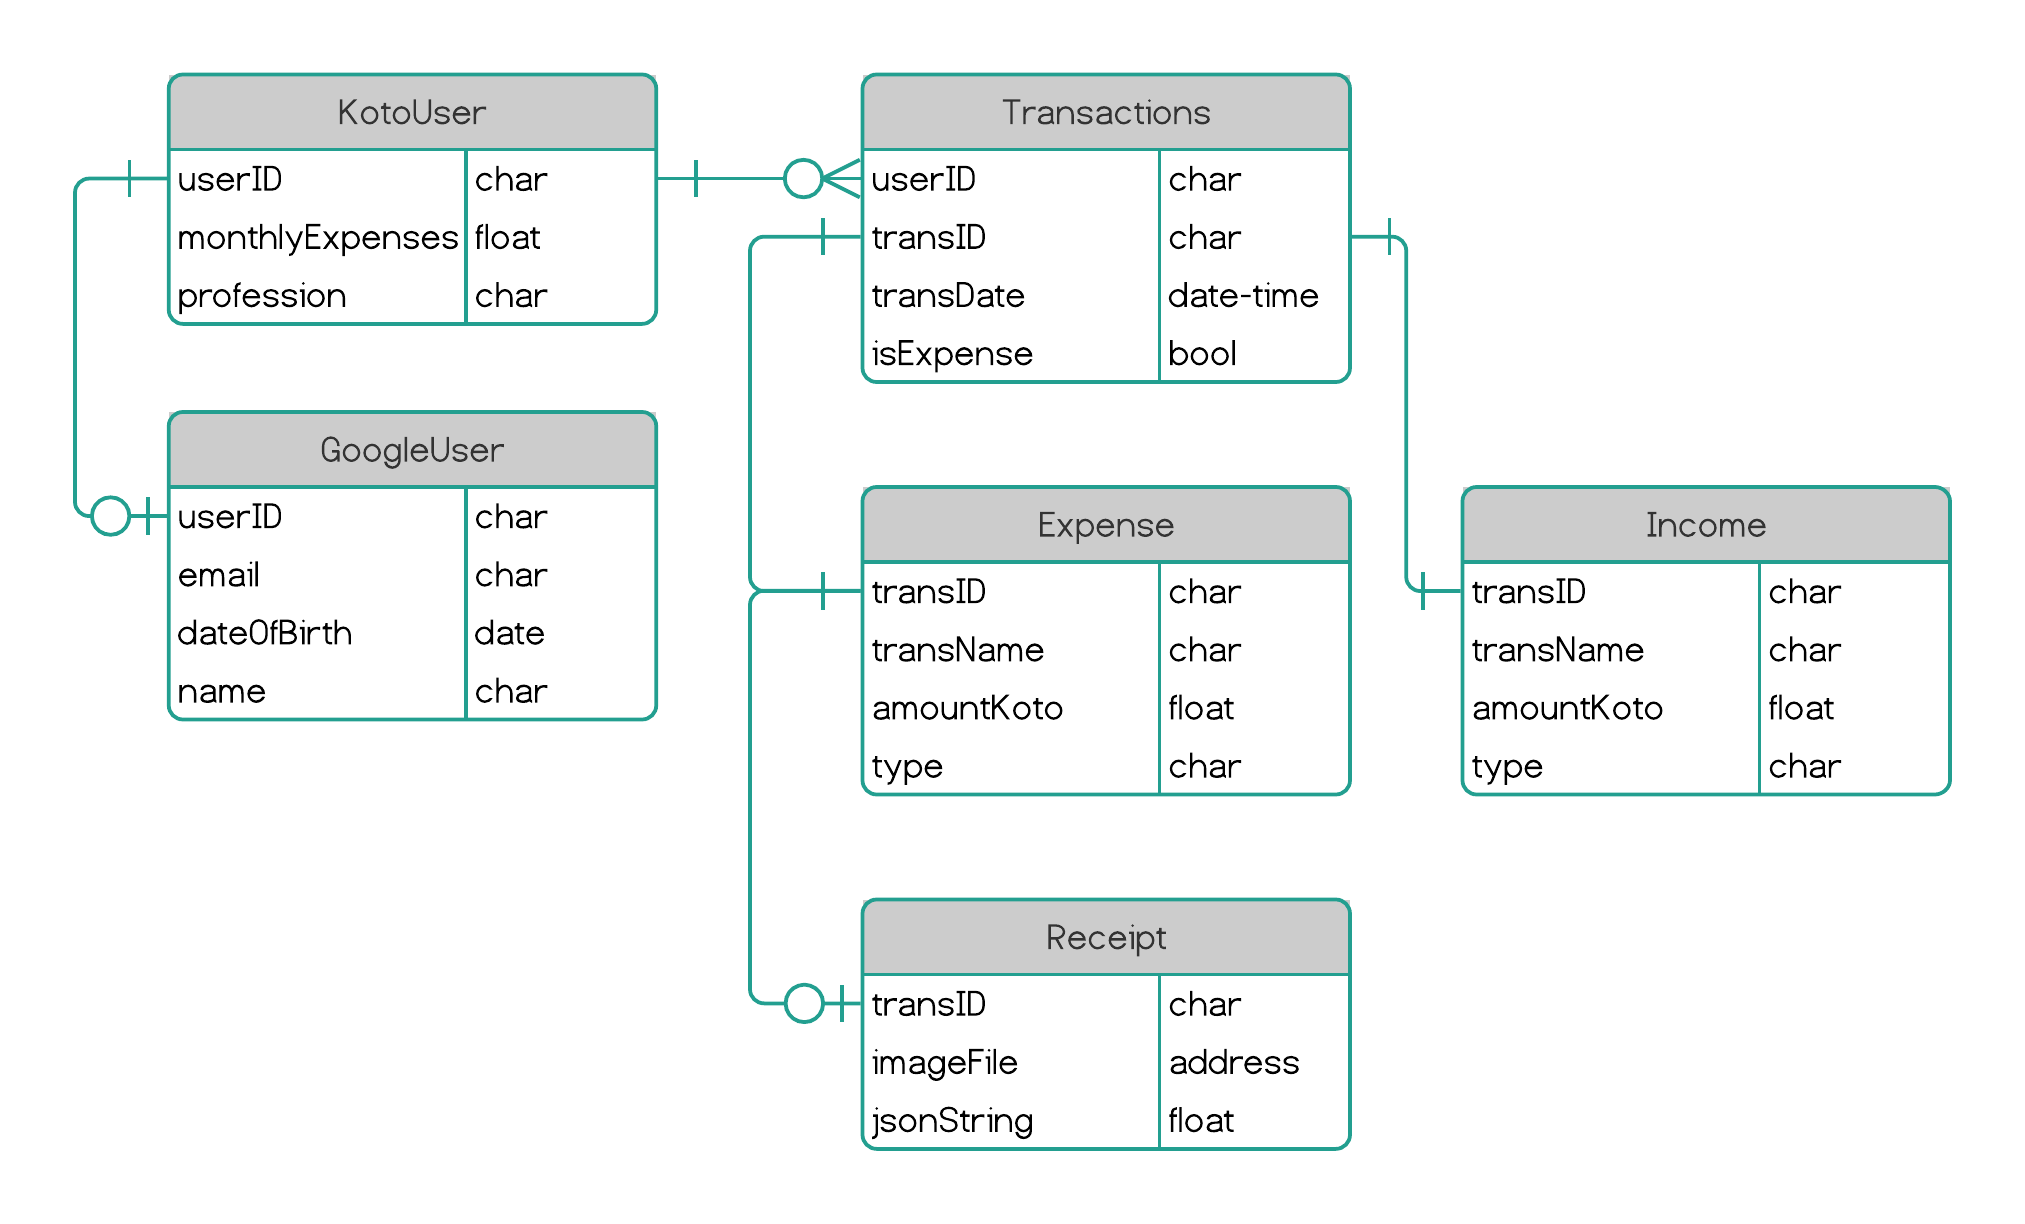 KotoUser
userID char
monthlyExpenses float
profession char
Transactions
userID char
transID char
transDate date-time
isExpense bool
GoogleUser
userID char
email char
dateOfBirth date
name char
Expense
transID char
transName char
amountKoto float
type char
Income
transID char
transName char
amountKoto float
type char
Receipt
transID char
imageFile address
jsonString float